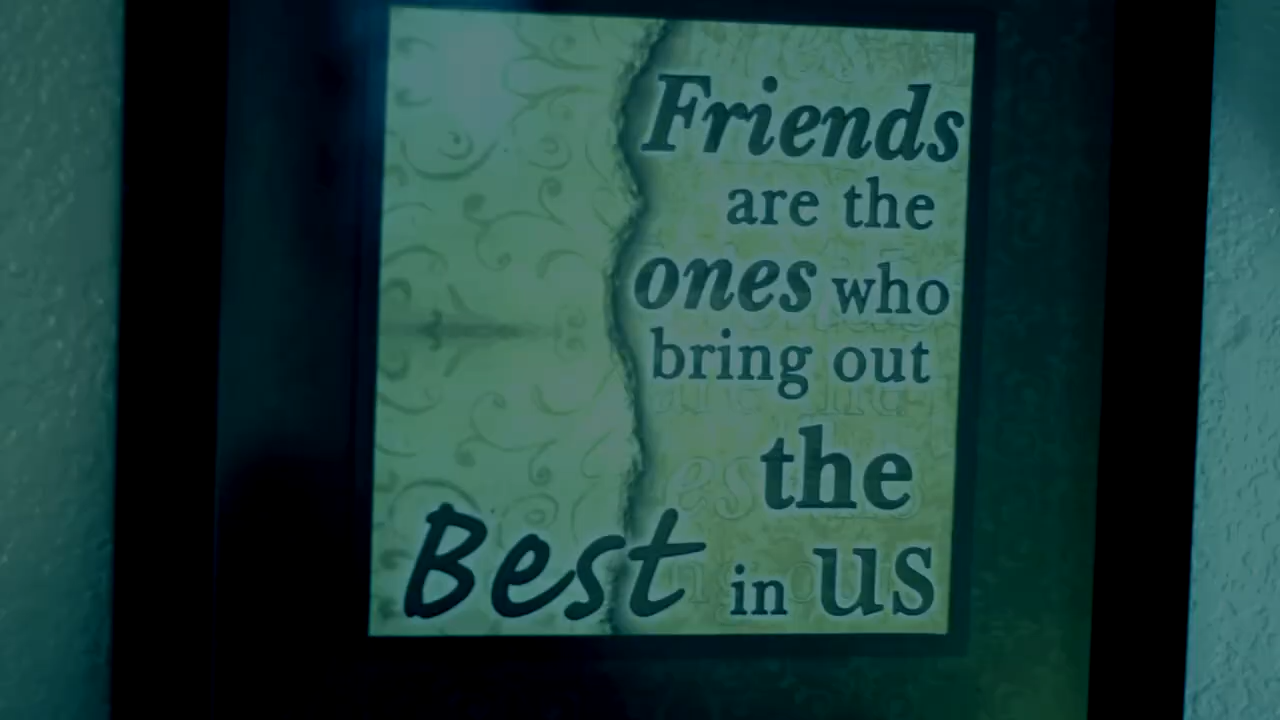 Friends
are the
ones who
bring out
the
Best in us